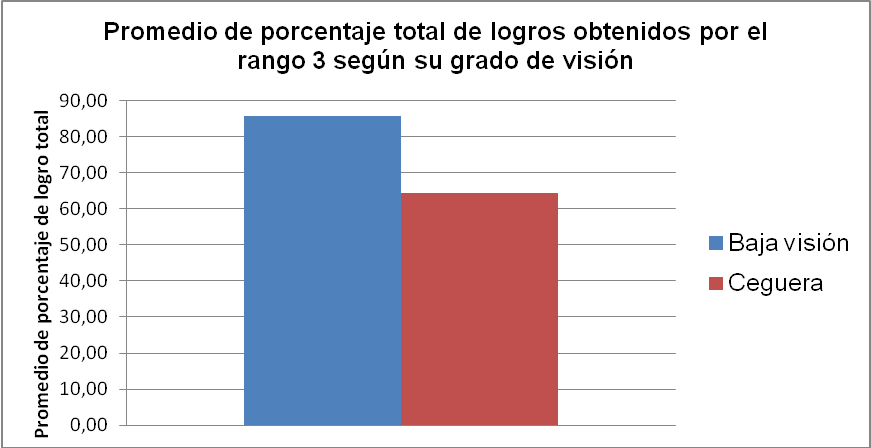 Promedio de porcentaje total de logros obtenidos por el
rango 3 según su grado de visión
Promedio de porcentaje de logro total
90,00
80,00
70,00
60,00
50,00
40,00
30,00
20,00
10,00
0,00
Baja visión
Ceguera